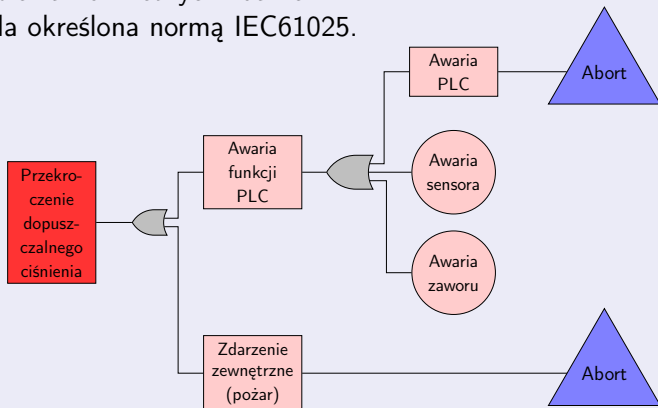 da określona normą IEC61025.
Awaria
PLC
Abort
Awaria
funkcji
PLC
Awaria
sensora
Przekro-
czenie
dopusz-
czalnego
ciśnienia
Awaria
zaworu
Zdarzenie
zewnętrzne
(pożar)
Abort